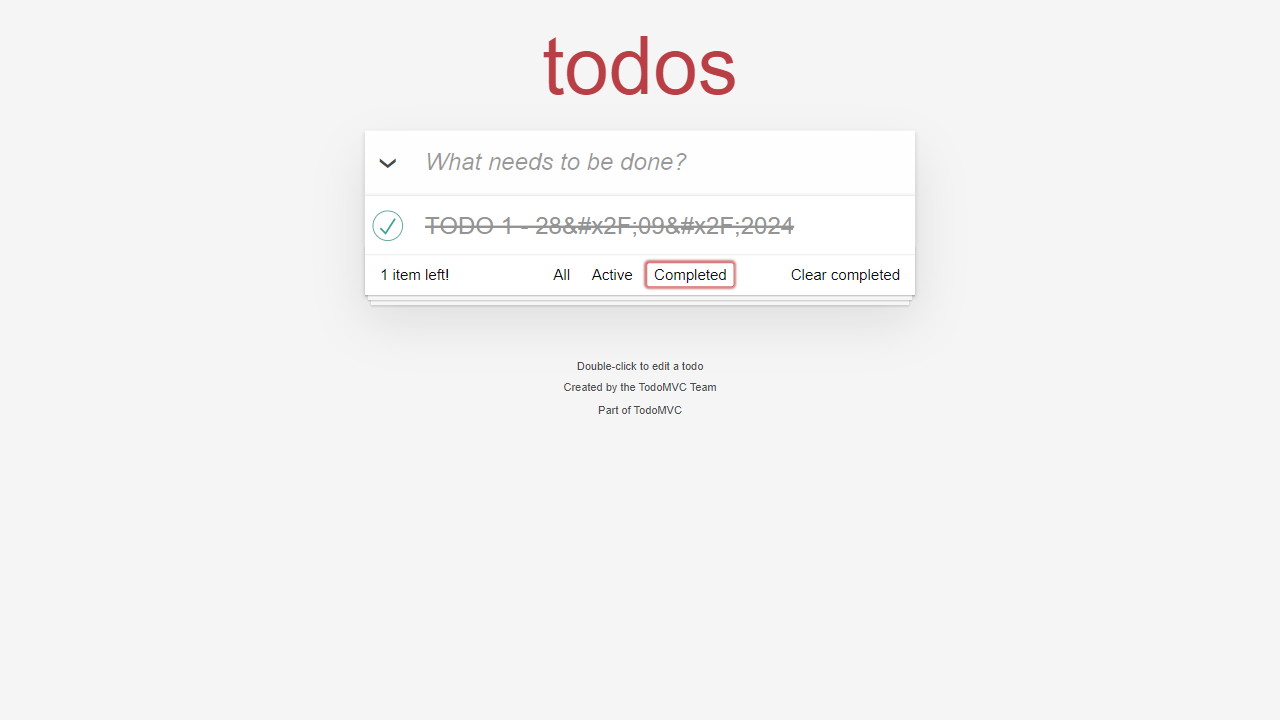 todos
What needs to be done?
TODO 1 - 28&#x2F;09&#x2F;2024
1 item left!
All
Active
Completed
Clear completed
Double-click to edit a todo
Created by the TodoMVC Team
Part of TodoMVC